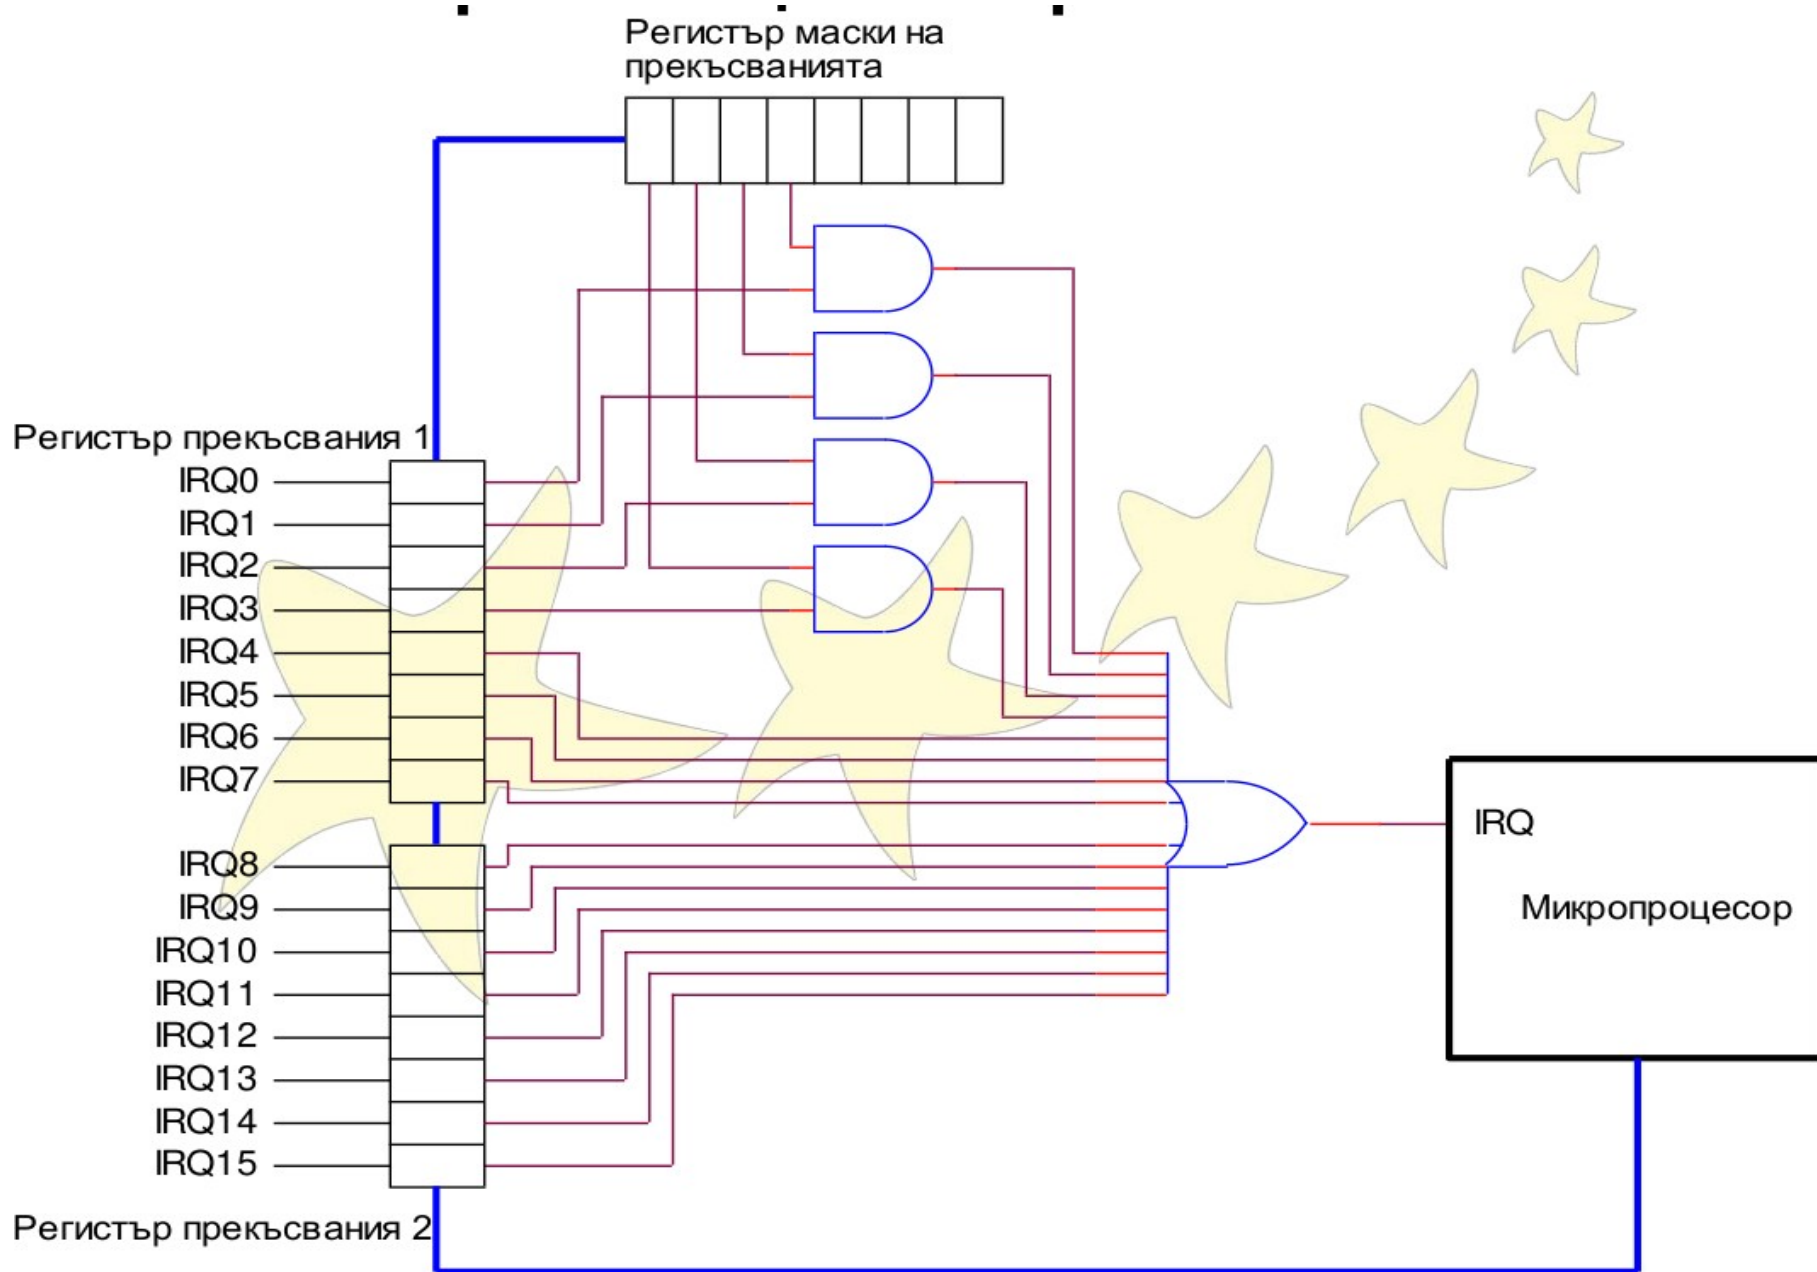 Регистър маски на
прекъсванията
Регистър прекъсвания 1
IRQ0
IRQ1
IRQ2
IRQ3
IRQ4
IRQ5
IRQ6
IRQ7
IRQ8
IRQ9
IRQ10
IRQ11
IRQ12
IRQ13
IRQ14
IRQ15
Регистър прекъсвания 2
IRQ
Микропроцесор